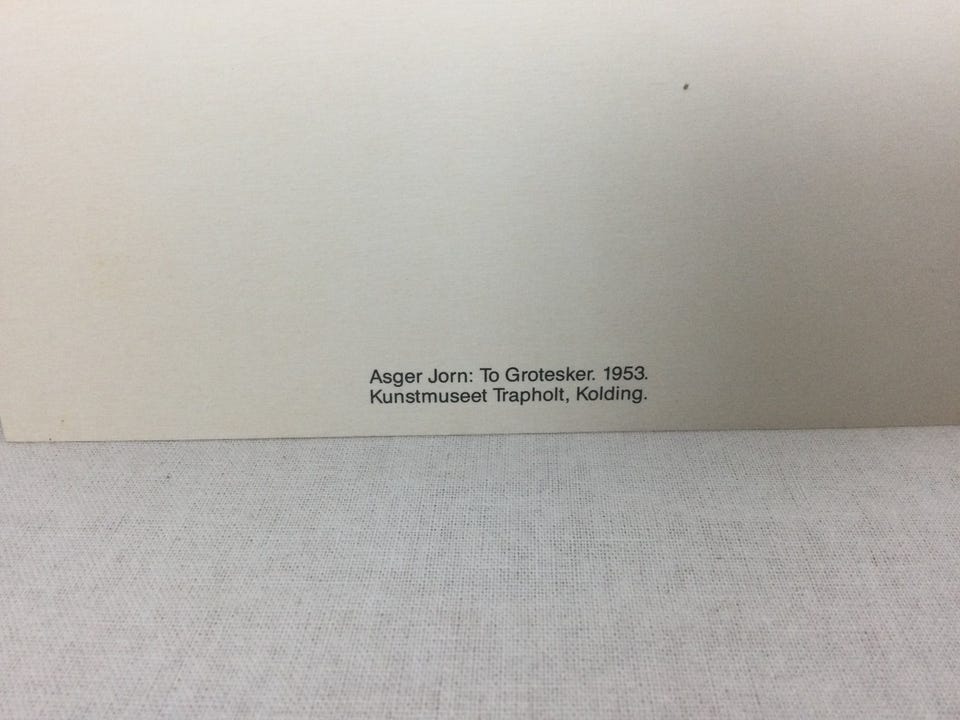 Asger Jorn: To Grotesker. 1953.
Kunstmuseet Trapholt, Kolding.